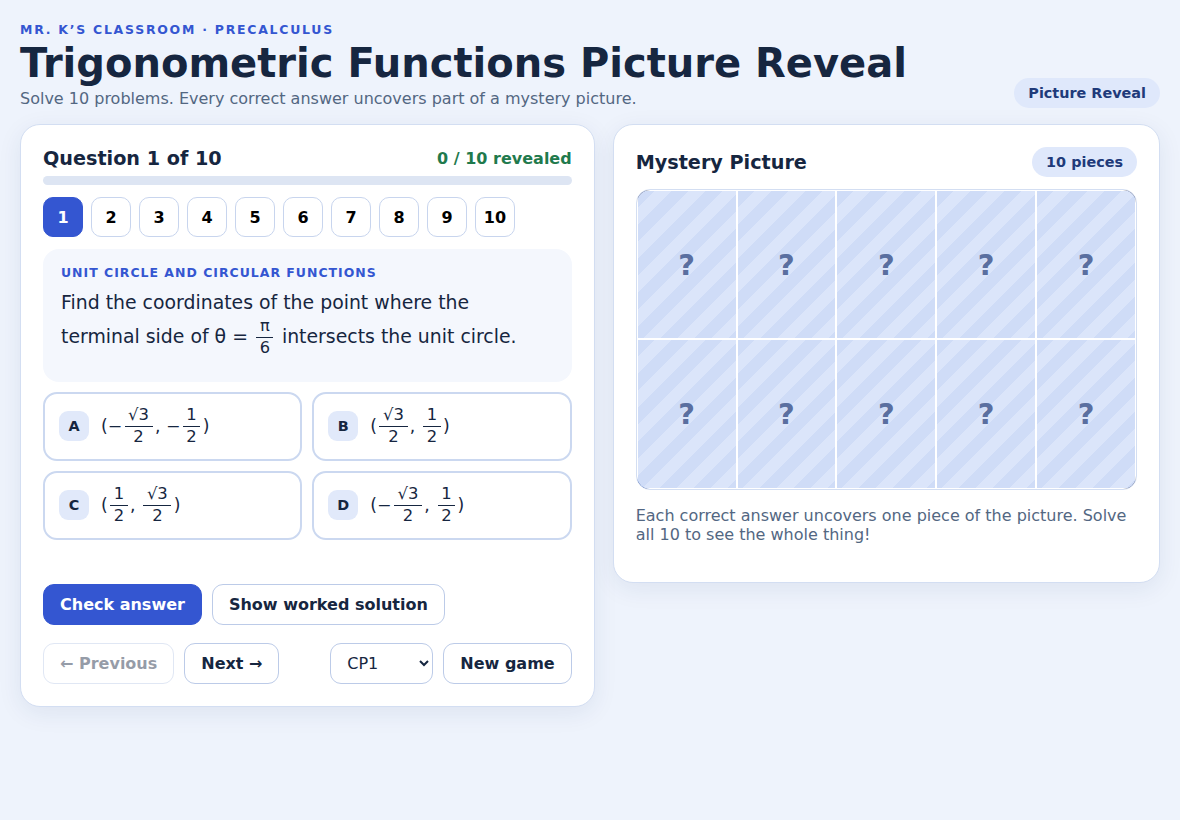 MR. K’S CLASSROOM · PRECALCULUS
Trigonometric Functions Picture Reveal
Solve 10 problems. Every correct answer uncovers part of a mystery picture.
Picture Reveal
Question 1 of 10
0 / 10 revealed
1 2 3 4 5 6 7 8 9 10
UNIT CIRCLE AND CIRCULAR FUNCTIONS
Find the coordinates of the point where the
terminal side of θ = π/6 intersects the unit circle.
A (−√3/2, −1/2)
B (√3/2, 1/2)
C (1/2, √3/2)
D (−√3/2, 1/2)
Check answer
Show worked solution
← Previous
Next →
CP1
New game
Mystery Picture
10 pieces
? ? ? ? ?
? ? ? ? ?
Each correct answer uncovers one piece of the picture. Solve
all 10 to see the whole thing!